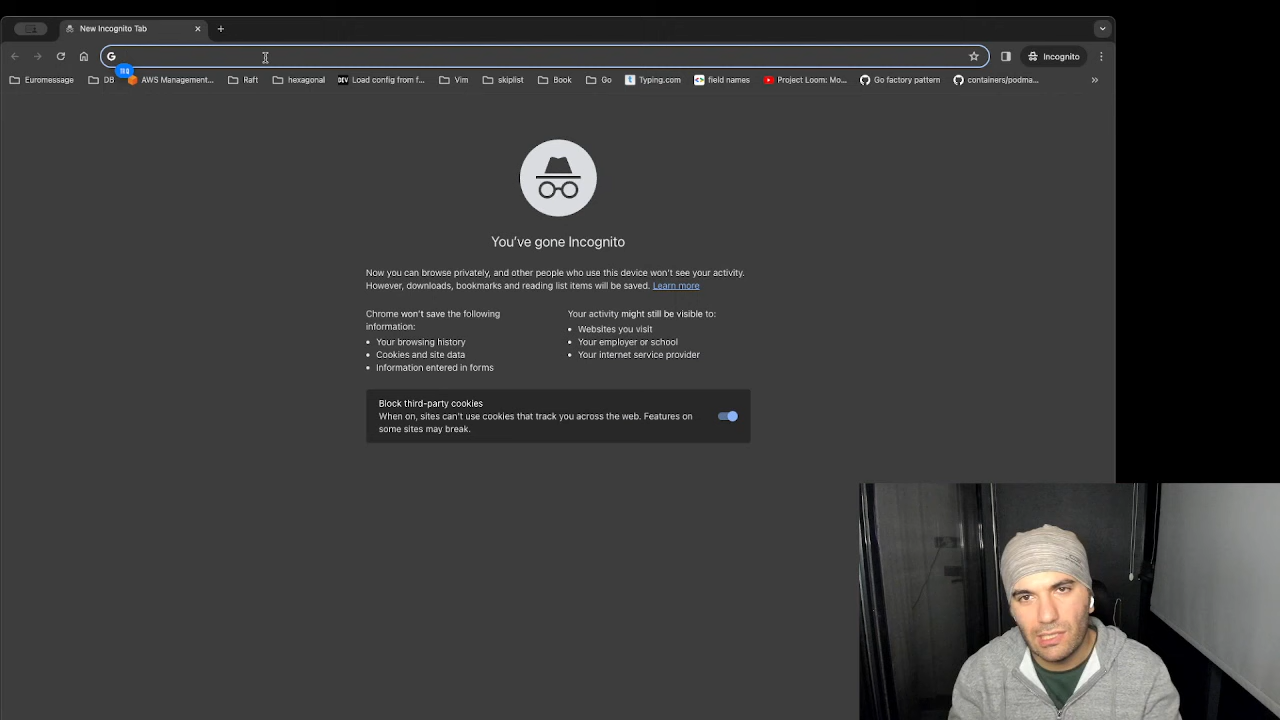 New Incognito Tab
Incognito
Euromessage DB AWS Management... Raft hexagonal DEV Load config from f... Vim skiplist Book Go Typing.com field names Project Loom: Mo... Go factory pattern containers/podma...
You've gone Incognito
Now you can browse privately, and other people who use this device won't see your activity.
However, downloads, bookmarks and reading list items will be saved. Learn more
Chrome won't save the following
information:
Your browsing history
Cookies and site data
Information entered in forms
Your activity might still be visible to:
Websites you visit
Your employer or school
Your internet service provider
Block third-party cookies
When on, sites can't use cookies that track you across the web. Features on
some sites may break.